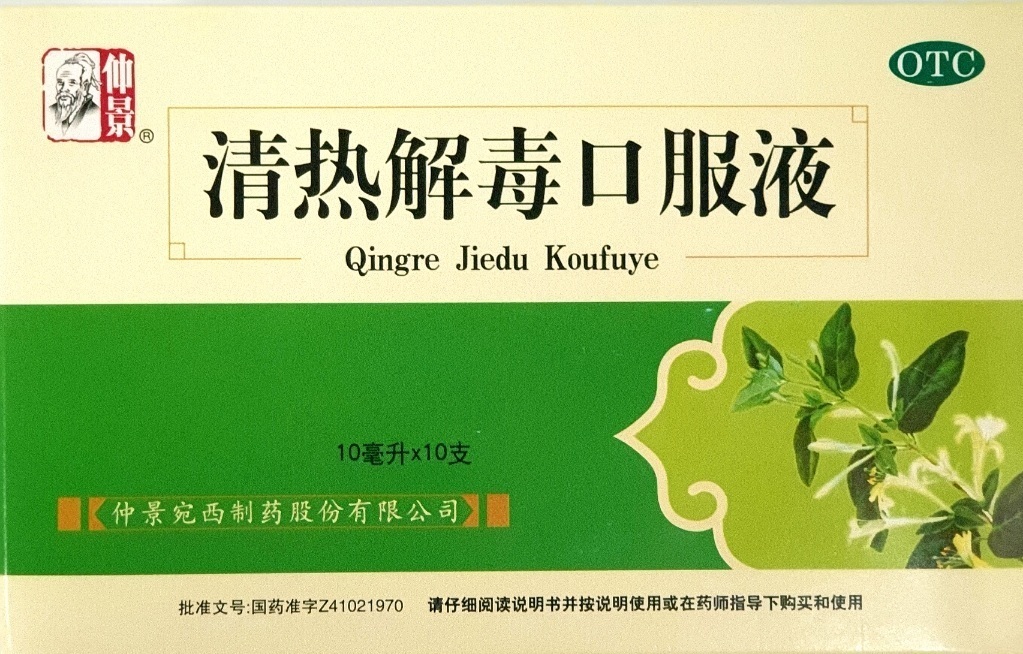 仲景
®
OTC
清热解毒口服液
Qingre Jiedu Koufuye
10毫升x10支
仲景宛西制药股份有限公司
批准文号:国药准字Z41021970 请仔细阅读说明书并按说明使用或在药师指导下购买和使用